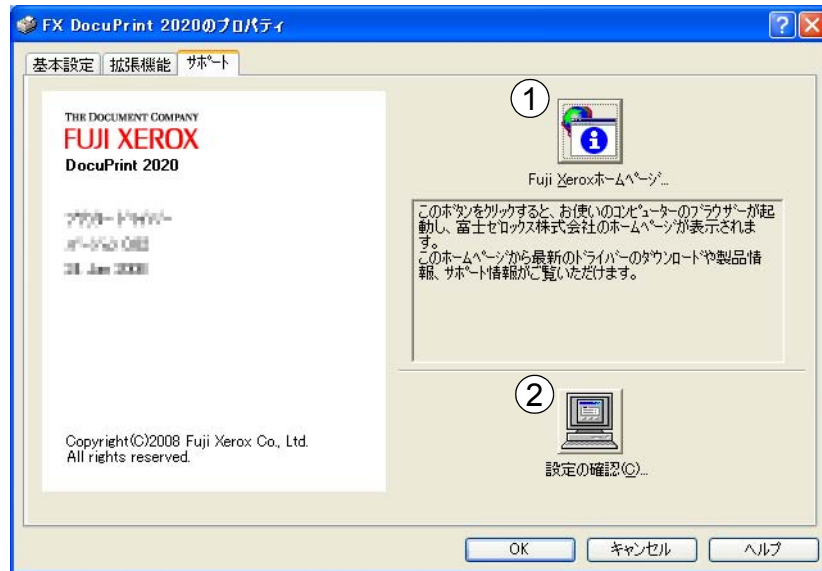 FX DocuPrint 2020のプロパティ
基本設定 拡張機能 サポート
THE DOCUMENT COMPANY
FUJI XEROX
DocuPrint 2020
Copyright(C)2008 Fuji Xerox Co., Ltd.
All rights reserved.
1
Fuji Xeroxホームページ...
このボタンをクリックすると、お使いのコンピューターのブラウザーが起
動し、富士ゼロックス株式会社のホームページが表示されま
す。
このホームページから最新のドライバーのダウンロードや製品情
報、サポート情報がご覧いただけます。
2
設定の確認(C)...
OK キャンセル ヘルプ